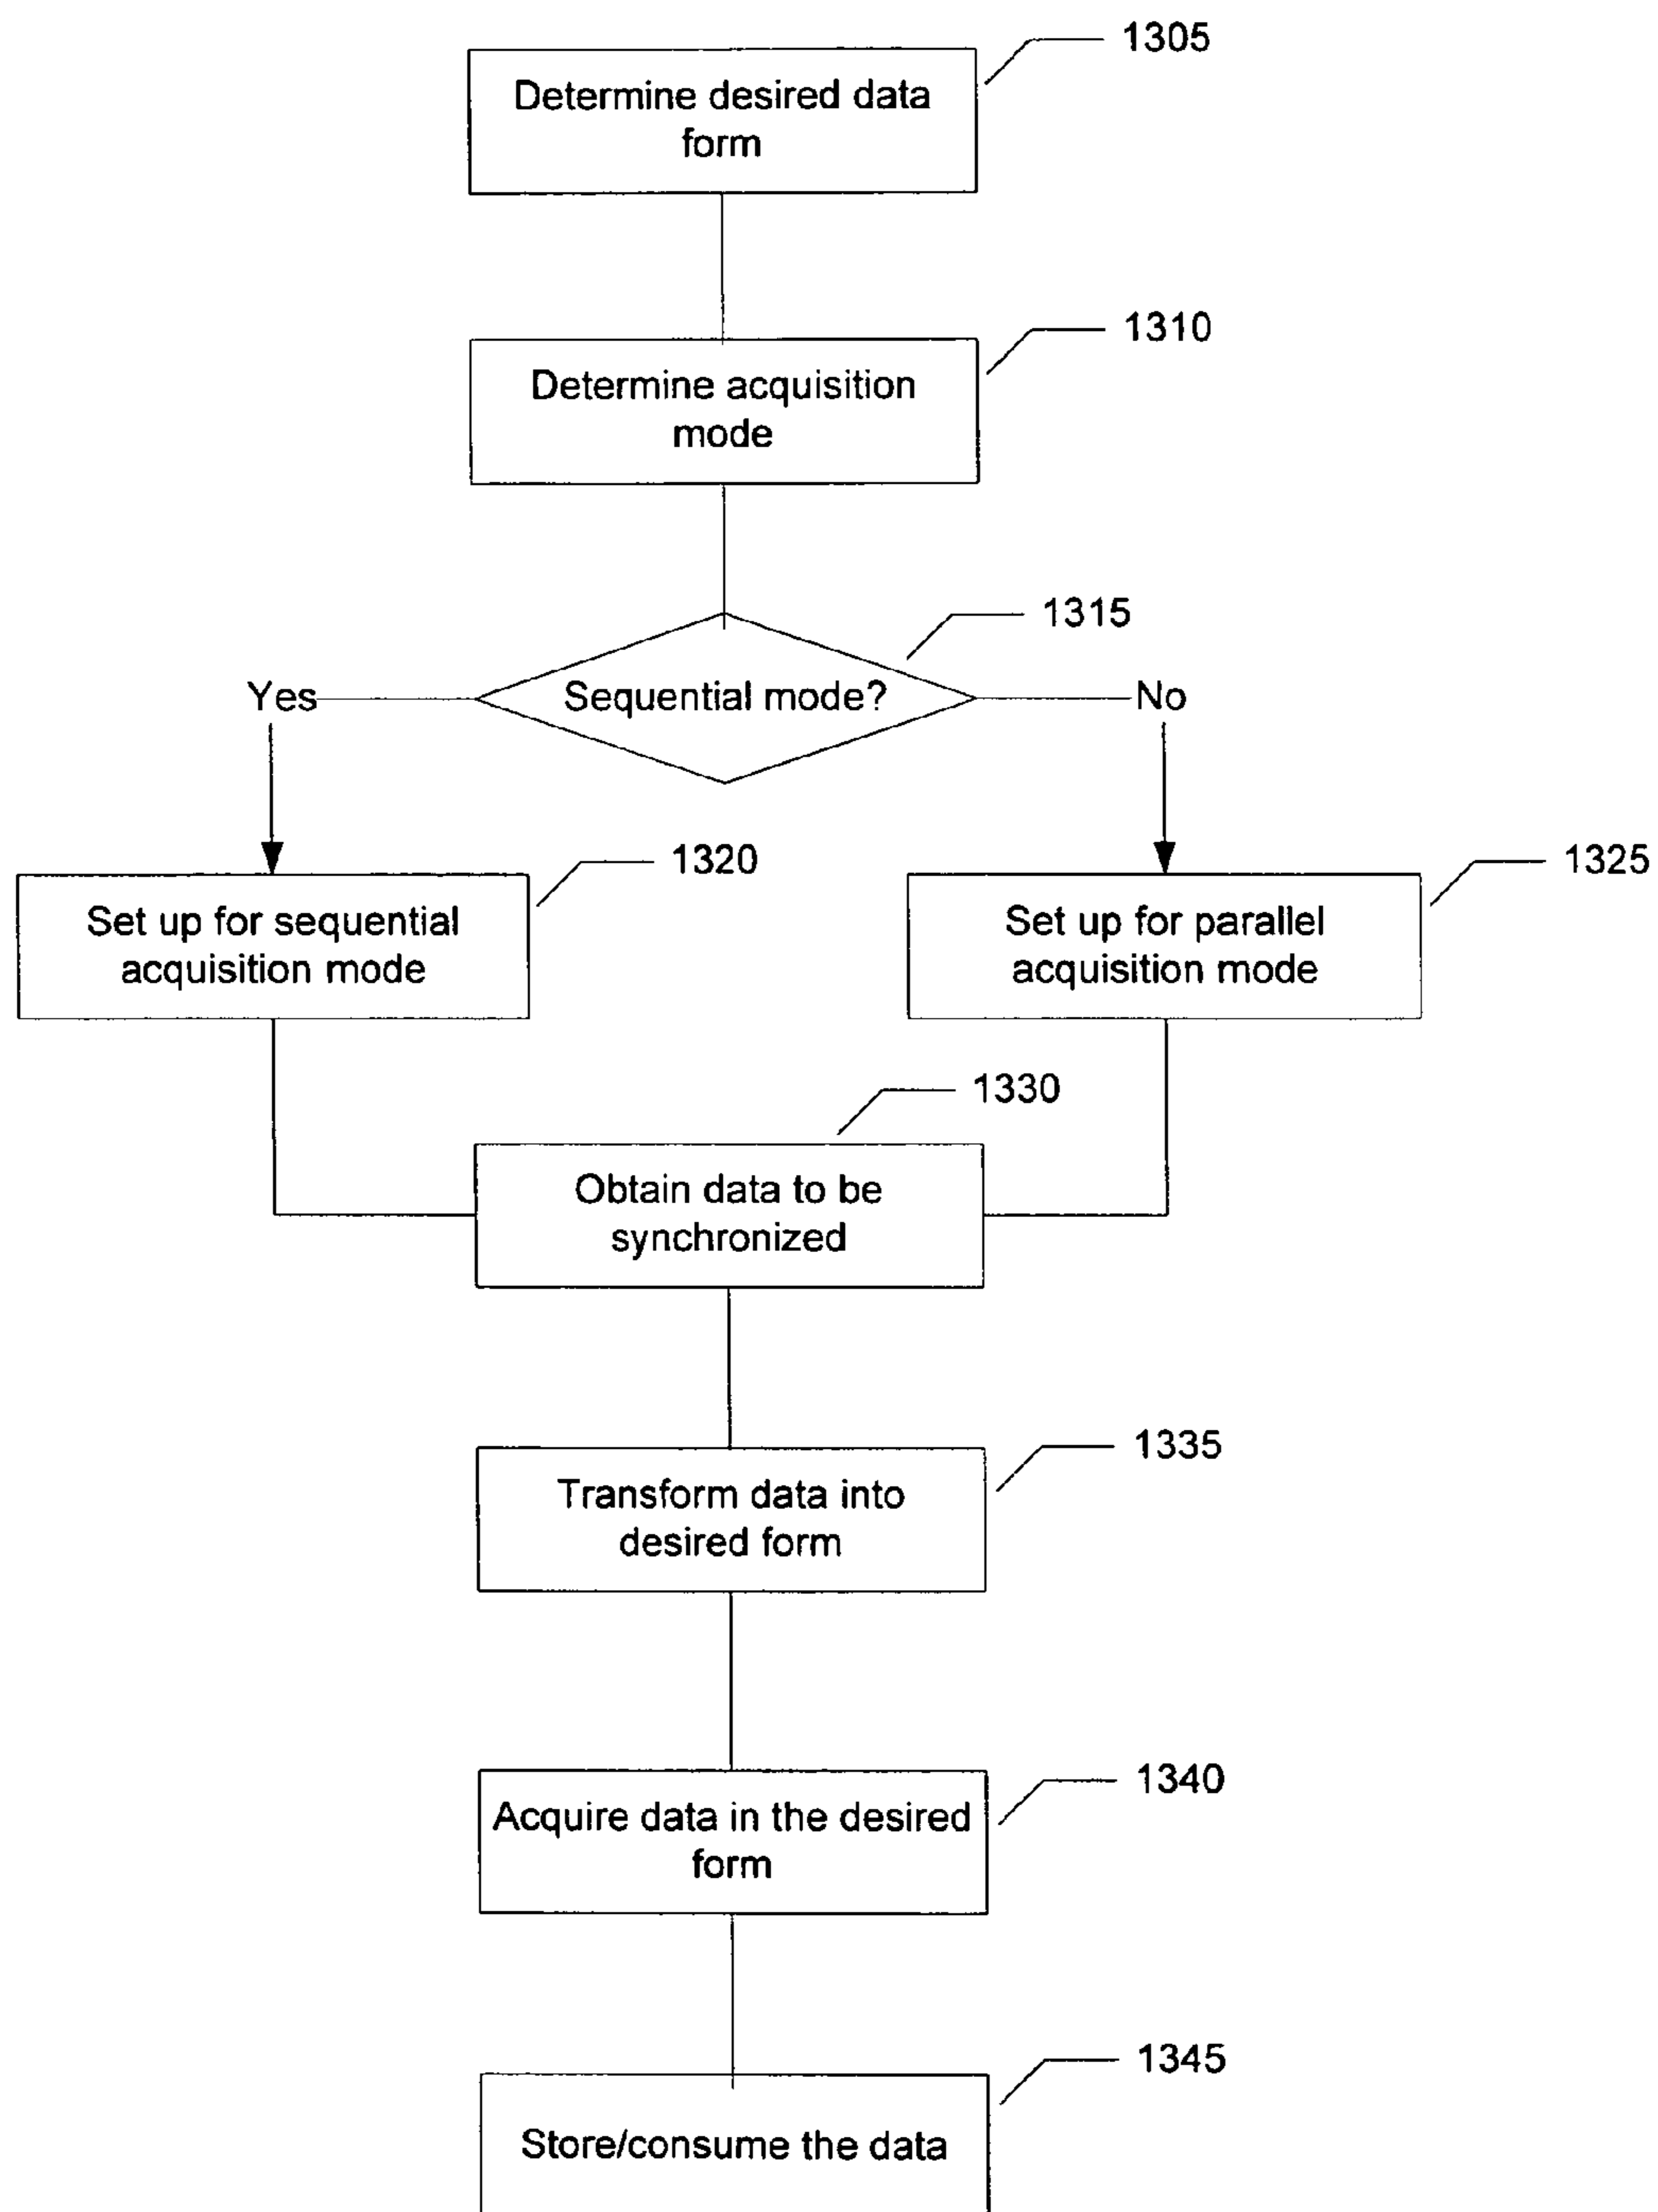 1305
Determine desired data
form
1310
Determine acquisition
mode
1315
Yes
Sequential mode?
No
1320
1325
Set up for sequential
acquisition mode
Set up for parallel
acquisition mode
1330
Obtain data to be
synchronized
1335
Transform data into
desired form
1340
Acquire data in the desired
form
1345
Store/consume the data